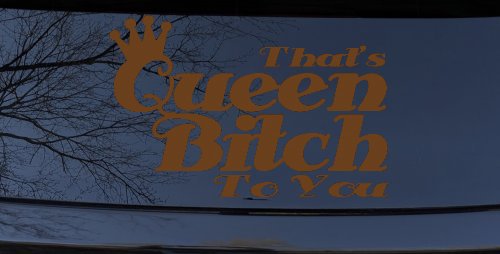 That's
Queen
Bitch
To You